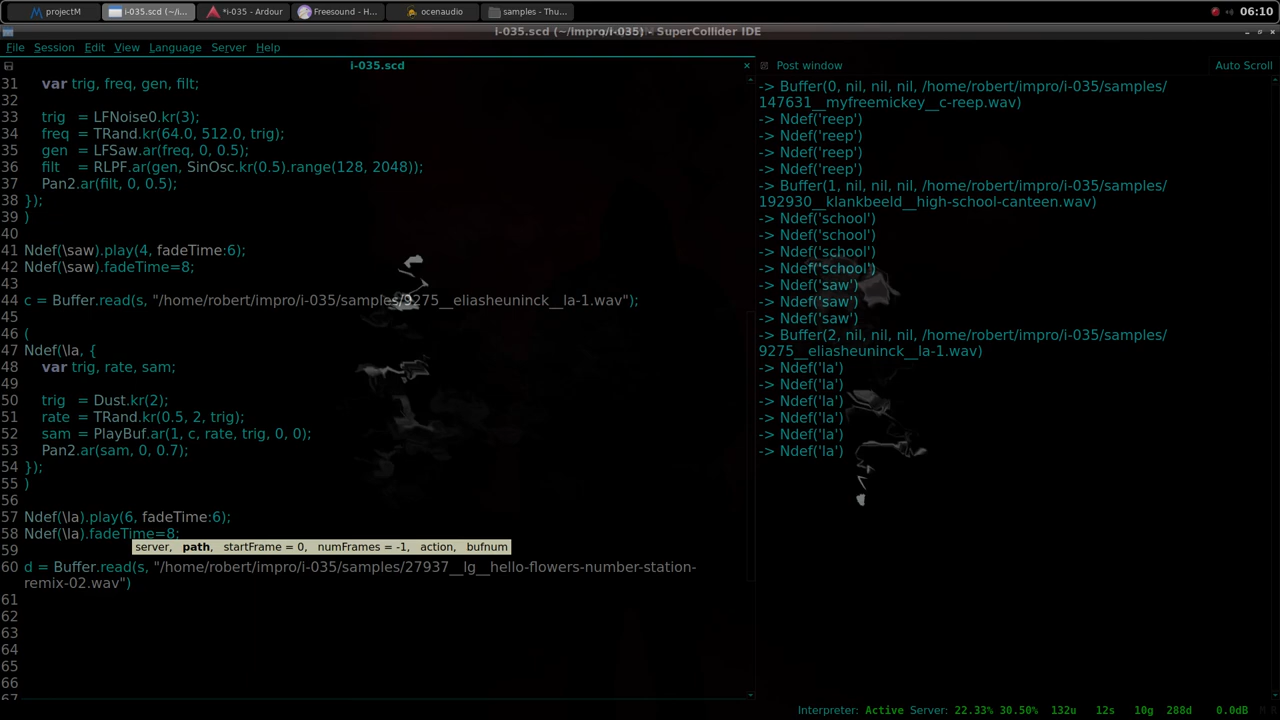 projectM
i-035.scd (~/i...
*i-035 - Ardour
Freesound - H...
ocenaudio
samples - Thu...
06:10
i-035.scd (~/impro/i-035) - SuperCollider IDE
File Session Edit View Language Server Help
i-035.scd
Post window
Auto Scroll
31 var trig, freq, gen, filt;
32
33 trig = LFNoise0.kr(3);
34 freq = TRand.kr(64.0, 512.0, trig);
35 gen = LFSaw.ar(freq, 0, 0.5);
36 filt = RLPF.ar(gen, SinOsc.kr(0.5).range(128, 2048));
37 Pan2.ar(filt, 0, 0.5);
38 });
39 )
40
41 Ndef(\saw).play(4, fadeTime:6);
42 Ndef(\saw).fadeTime=8;
43
44 c = Buffer.read(s, "/home/robert/impro/i-035/samples/9275__eliasheuninck__la-1.wav");
45
46 (
47 Ndef(\la, {
48 var trig, rate, sam;
49
50 trig = Dust.kr(2);
51 rate = TRand.kr(0.5, 2, trig);
52 sam = PlayBuf.ar(1, c, rate, trig, 0, 0);
53 Pan2.ar(sam, 0, 0.7);
54 });
55 )
56
57 Ndef(\la).play(6, fadeTime:6);
58 Ndef(\la).fadeTime=8;
59
server, path, startFrame = 0, numFrames = -1, action, bufnum
60 d = Buffer.read(s, "/home/robert/impro/i-035/samples/27937__lg__hello-flowers-number-station-
remix-02.wav")
61
62
63
64
65
66
67
-> Buffer(0, nil, nil, nil, /home/robert/impro/i-035/samples/
147631__myfreemickey__c-reep.wav)
-> Ndef('reep')
-> Ndef('reep')
-> Ndef('reep')
-> Ndef('reep')
-> Buffer(1, nil, nil, nil, /home/robert/impro/i-035/samples/
192930__klankbeeld__high-school-canteen.wav)
-> Ndef('school')
-> Ndef('school')
-> Ndef('school')
-> Ndef('school')
-> Ndef('saw')
-> Ndef('saw')
-> Ndef('saw')
-> Buffer(2, nil, nil, nil, /home/robert/impro/i-035/samples/
9275__eliasheuninck__la-1.wav)
-> Ndef('la')
-> Ndef('la')
-> Ndef('la')
-> Ndef('la')
-> Ndef('la')
-> Ndef('la')
Interpreter: Active Server: 22.33% 30.50% 132u 12s 10g 288d 0.0dB